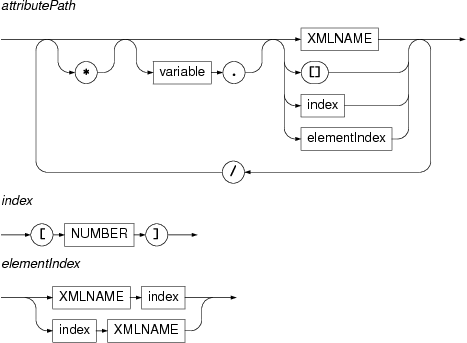 attributePath
XMLNAME
* variable . []
index
elementIndex
/
index
[ NUMBER ]
elementIndex
XMLNAME index
index XMLNAME